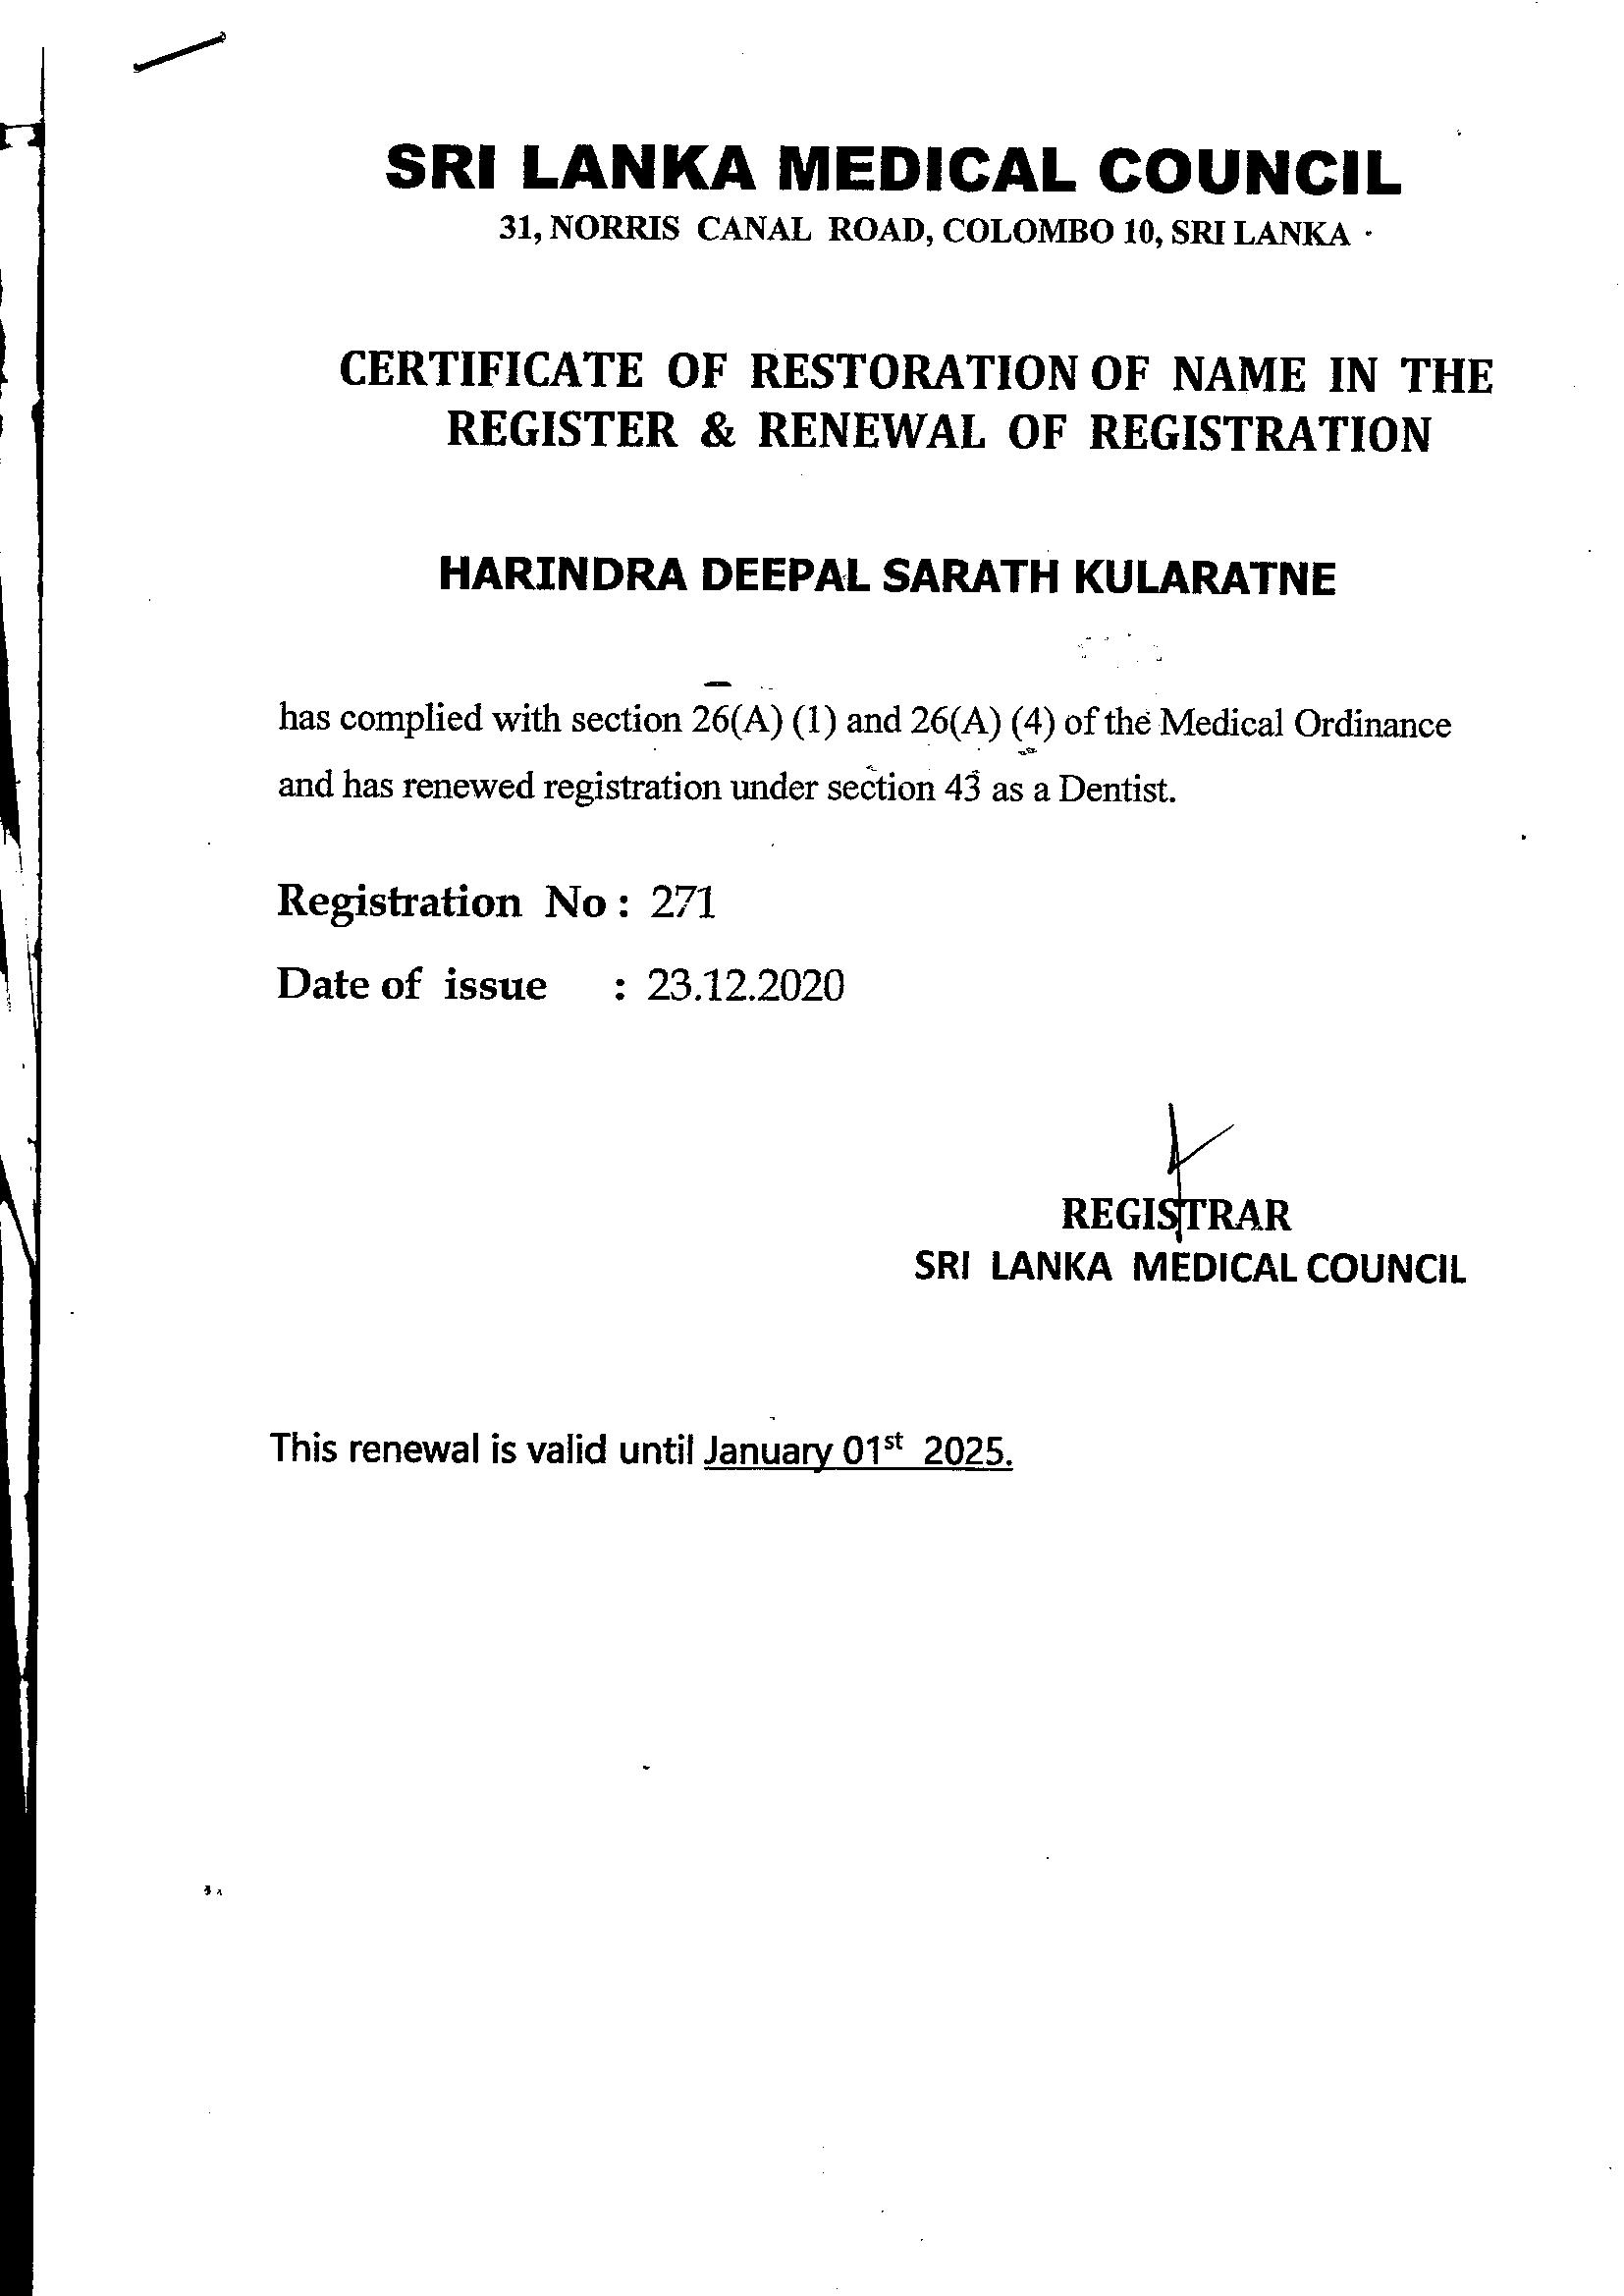 SRI LANKA MEDICAL COUNCIL
31, NORRIS CANAL ROAD, COLOMBO 10, SRI LANKA
CERTIFICATE OF RESTORATION OF NAME IN THE
REGISTER & RENEWAL OF REGISTRATION
HARINDRA DEEPAL SARATH KULARATNE
has complied with section 26(A) (1) and 26(A) (4) of the Medical Ordinance
and has renewed registration under section 43 as a Dentist.
Registration No : 271
Date of issue : 23.12.2020
REGISTRAR
SRI LANKA MEDICAL COUNCIL
This renewal is valid until January 01st 2025.